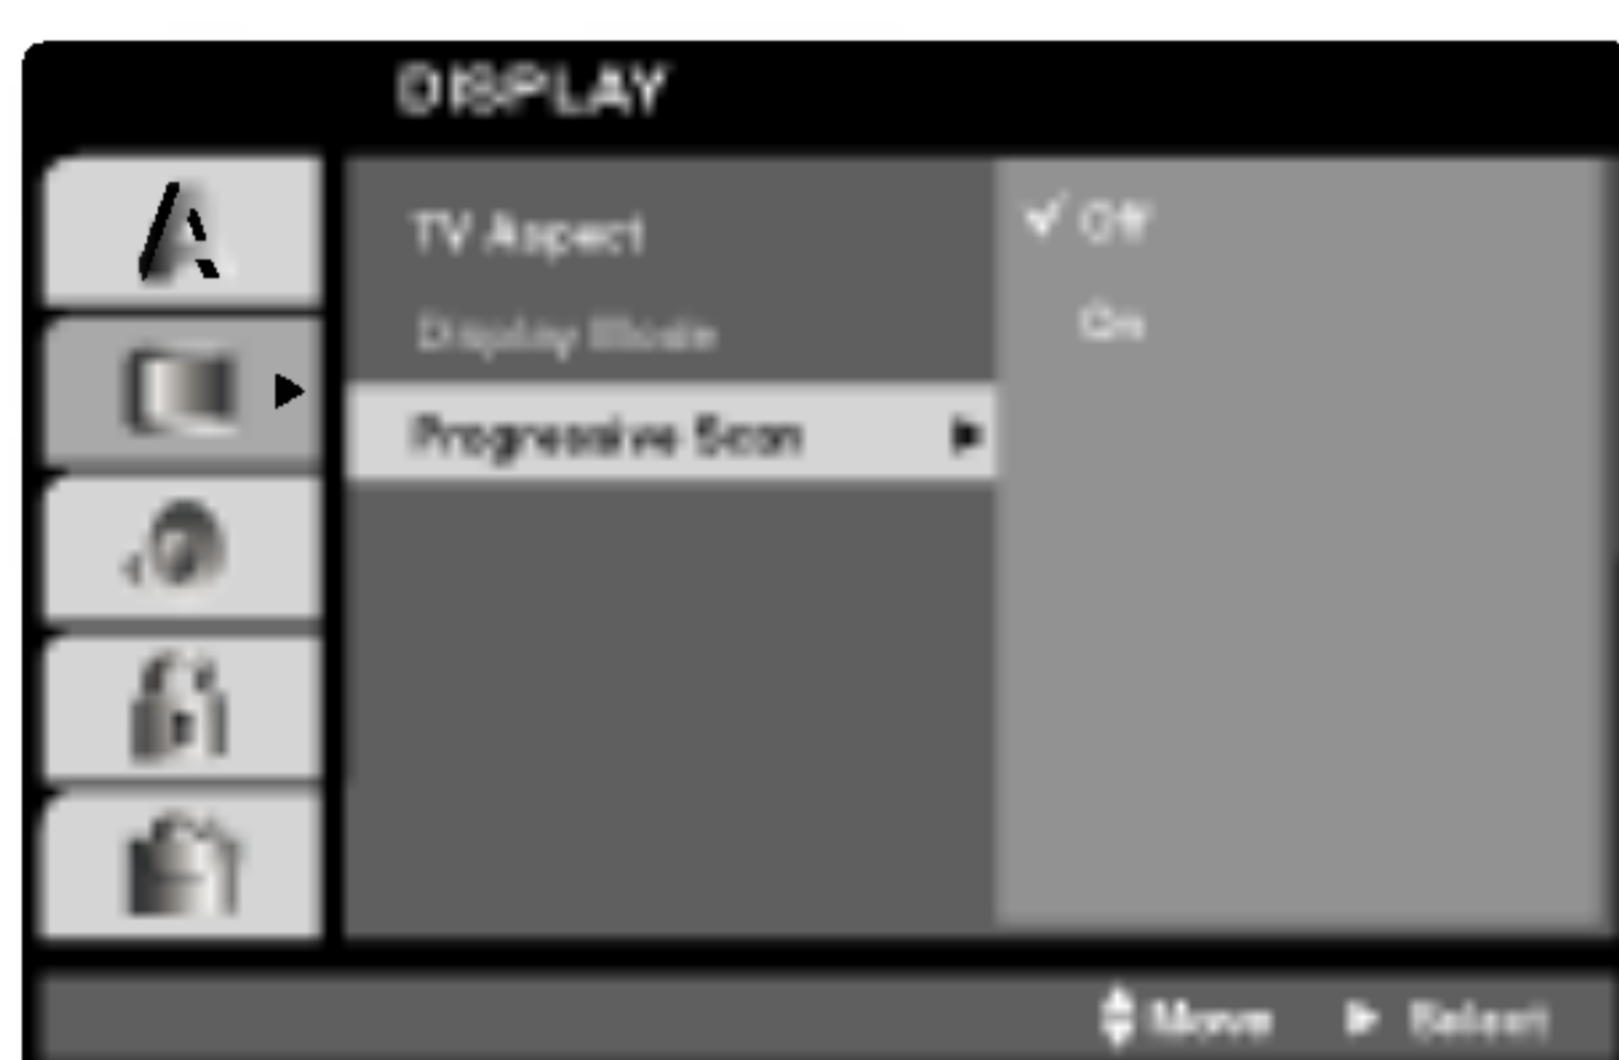 DISPLAY
TV Aspect
Display Mode
Progressive Scan
✓ Off
On
Move
Select